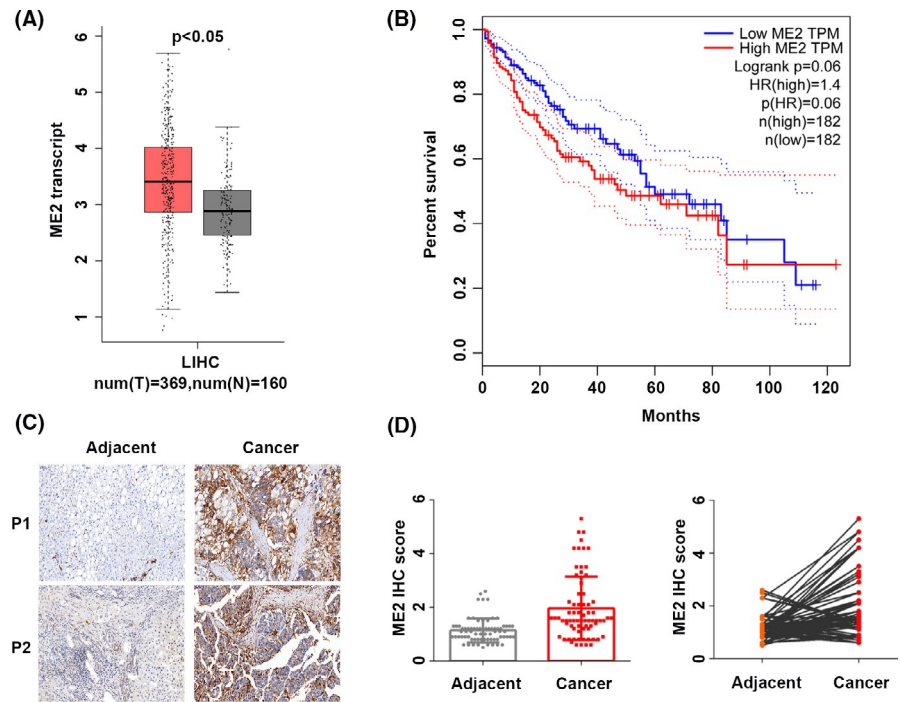 (A)
p<0.05
6
5
4
3
2
1
ME2 transcript
LIHC
num(T)=369,num(N)=160
(B)
Low ME2 TPM
High ME2 TPM
Logrank p=0.06
HR(high)=1.4
p(HR)=0.06
n(high)=182
n(low)=182
1.0
0.8
0.6
0.4
0.2
0.0
Percent survival
0 20 40 60 80 100 120
Months
(C)
Adjacent Cancer
P1
P2
(D)
6
4
2
0
ME2 IHC score
Adjacent Cancer
6
4
2
0
ME2 IHC score
Adjacent Cancer